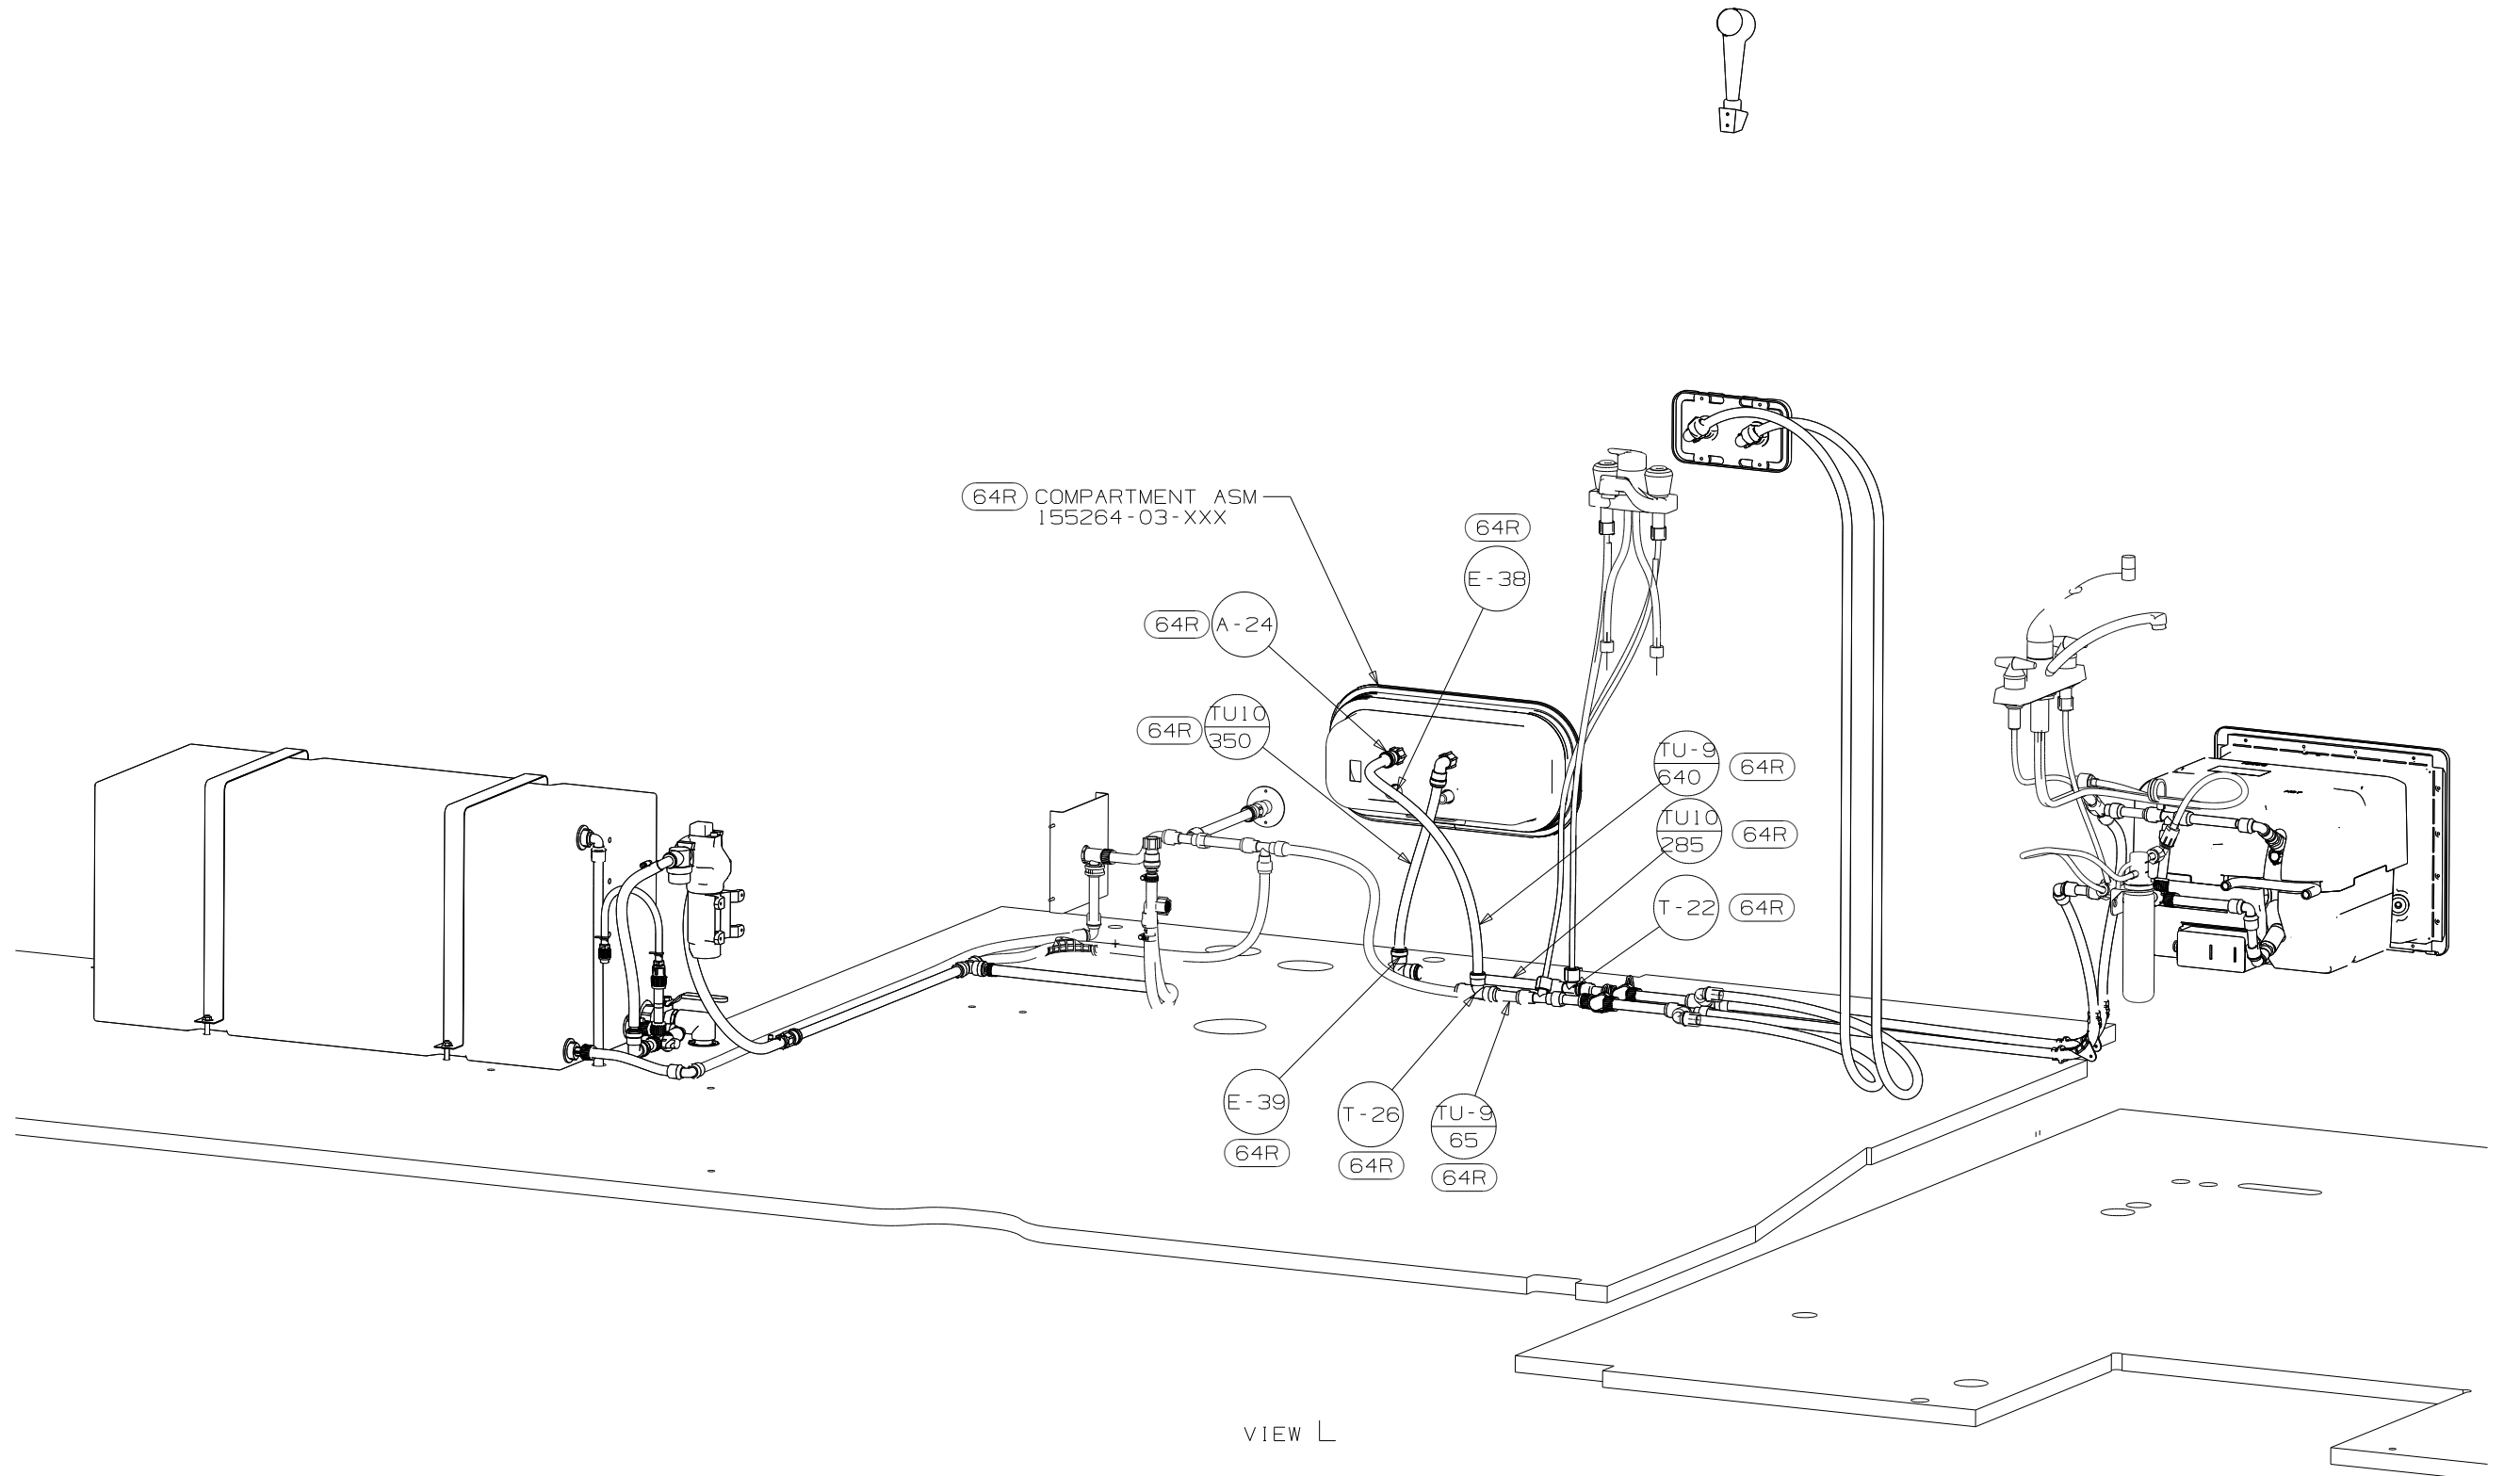 64R COMPARTMENT ASM
155264-03-XXX
64R
E-38
64R A-24
64R TU10
350
TU-9 64R
640
TU10 64R
285
T-22 64R
E-39
64R
T-26
64R
TU-9
65
64R
VIEW L